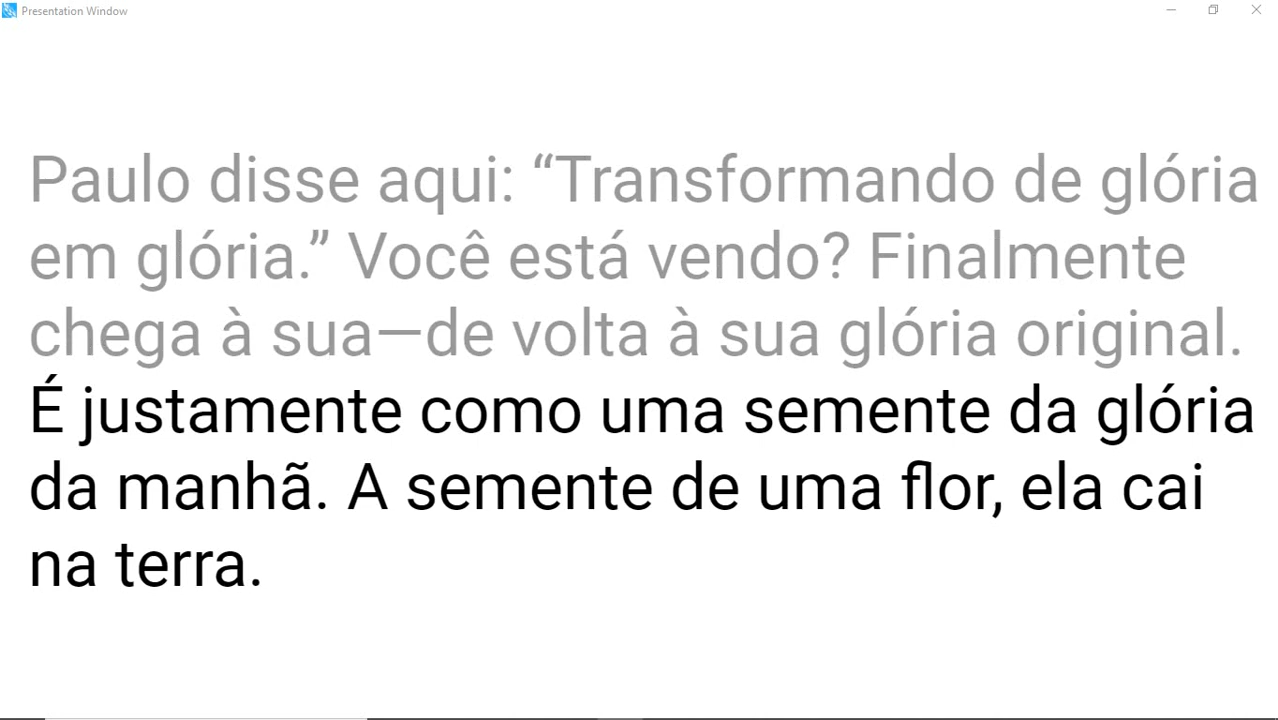 Presentation Window
Paulo disse aqui: “Transformando de glória
em glória.” Você está vendo? Finalmente
chega à sua—de volta à sua glória original.
É justamente como uma semente da glória
da manhã. A semente de uma flor, ela cai
na terra.